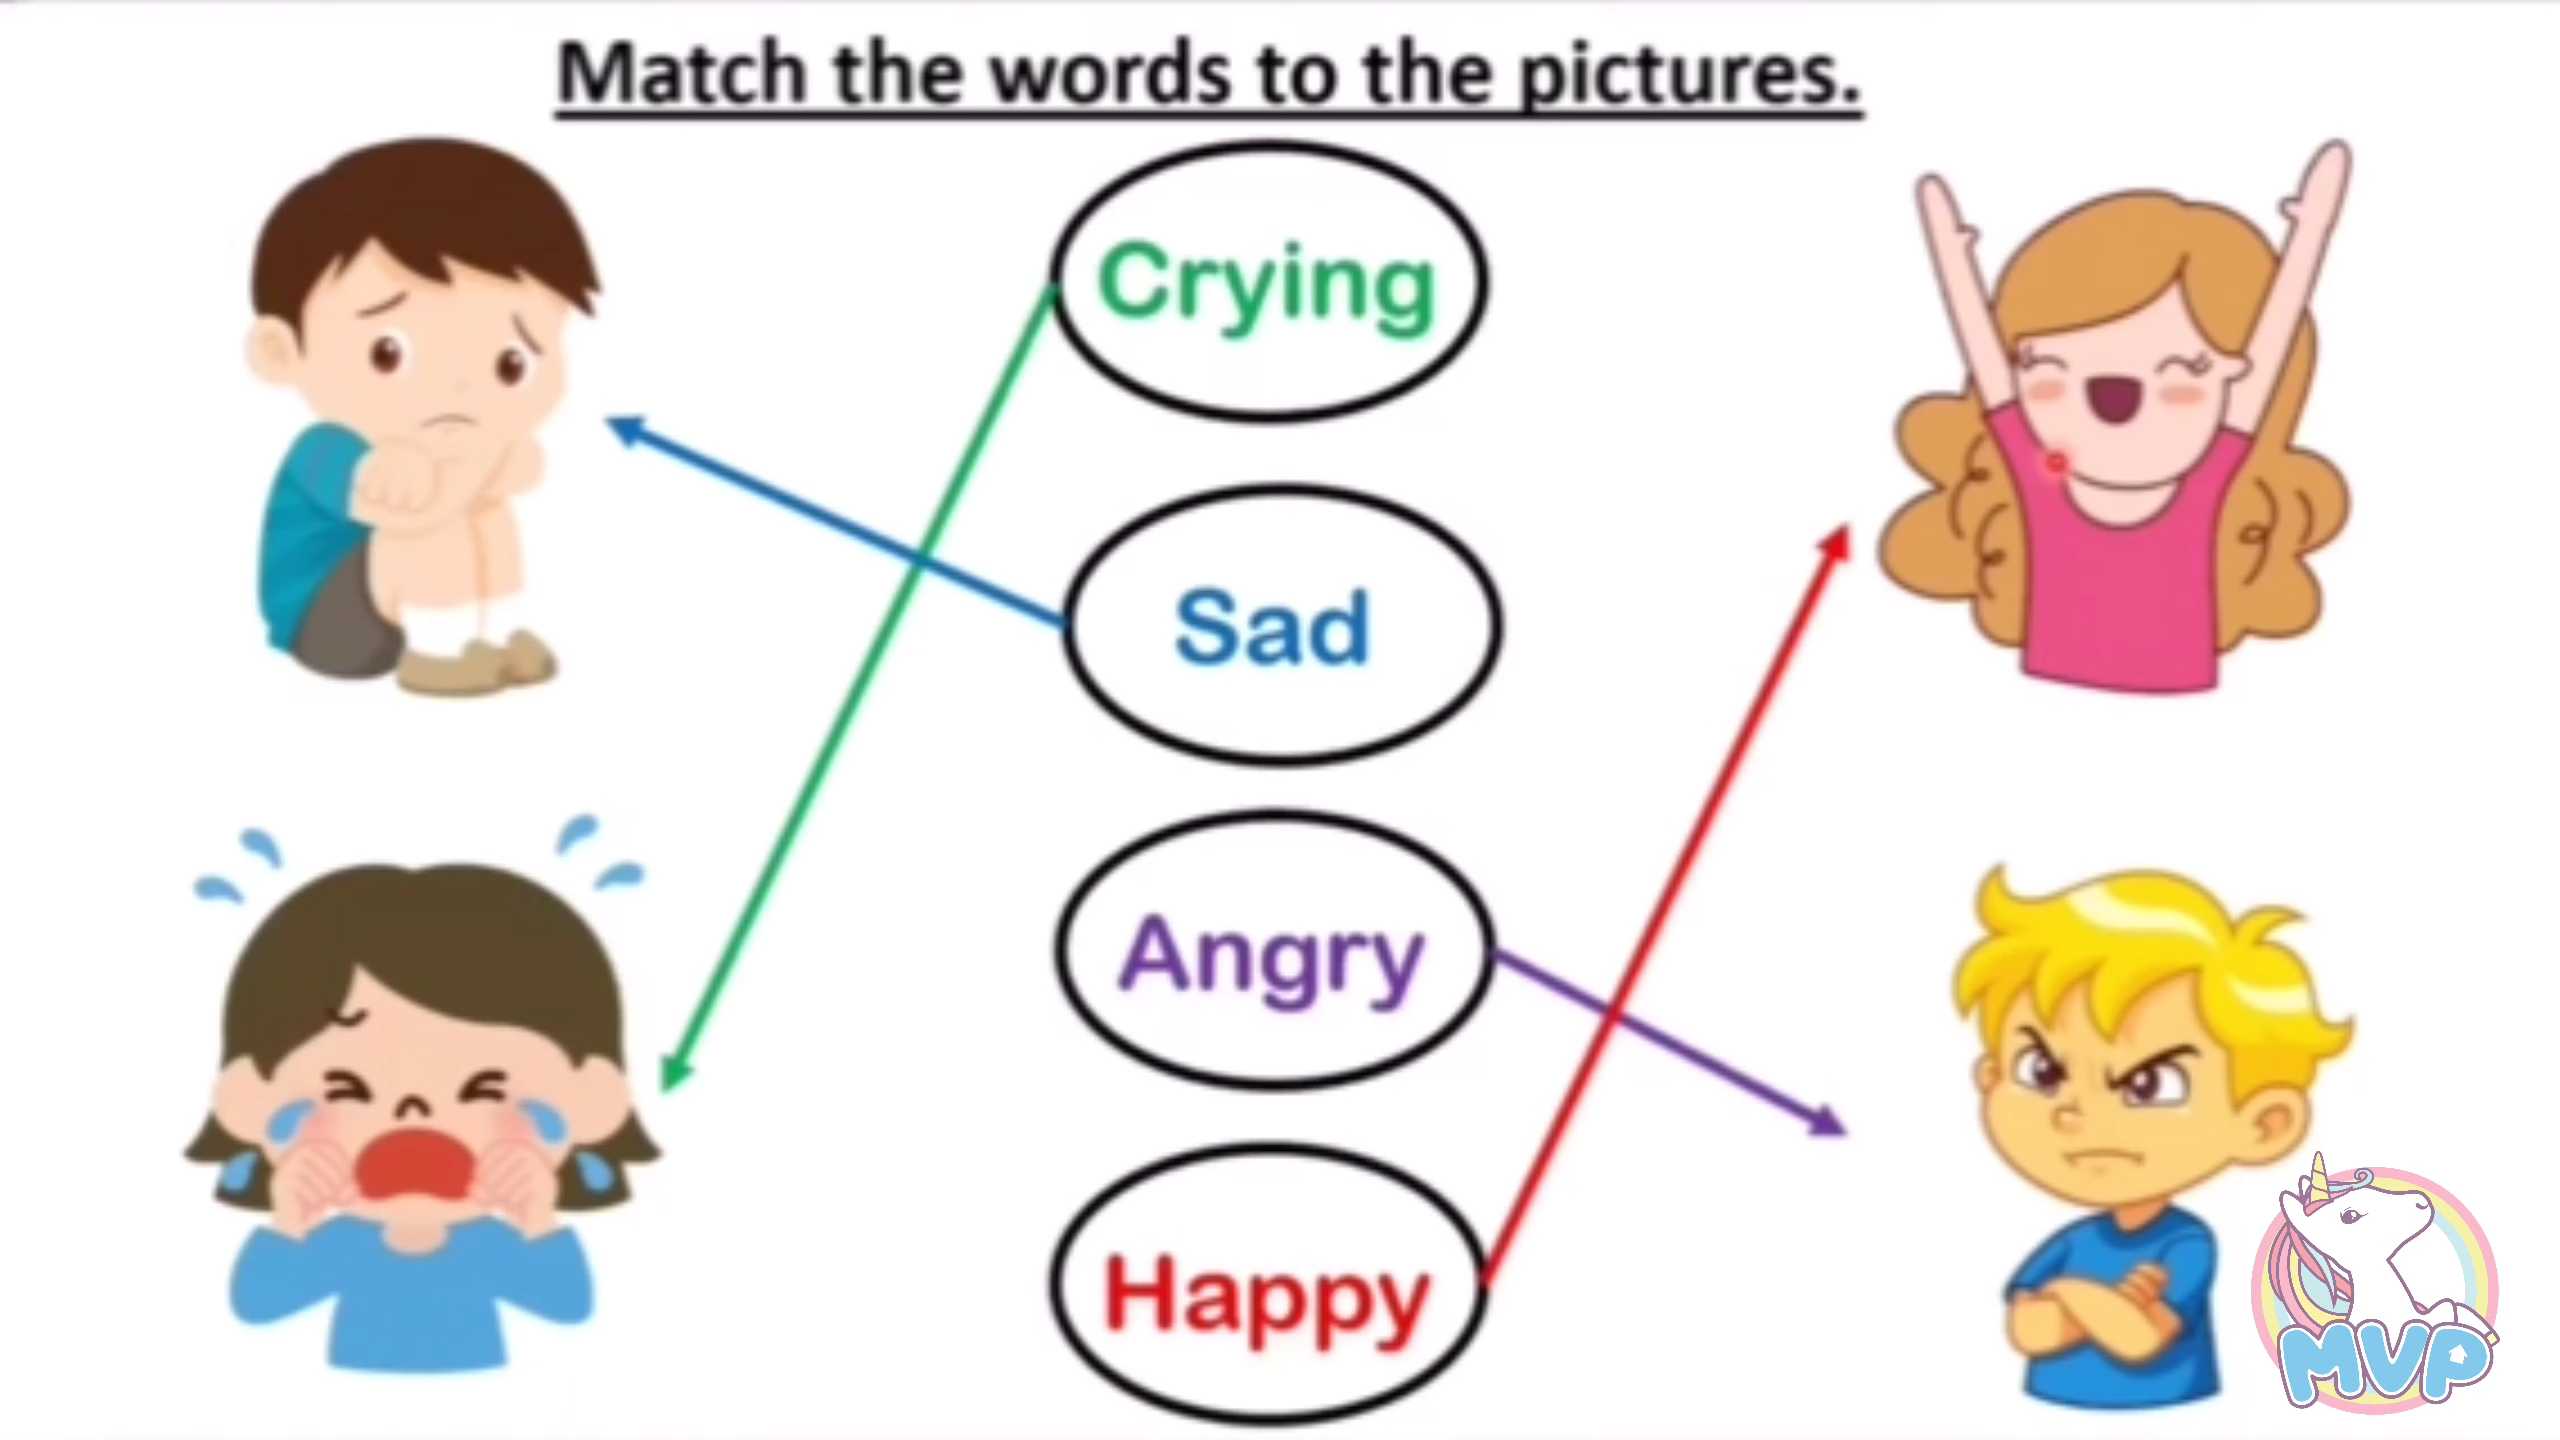 Match the words to the pictures.
Crying
Sad
Angry
Happy
MVP